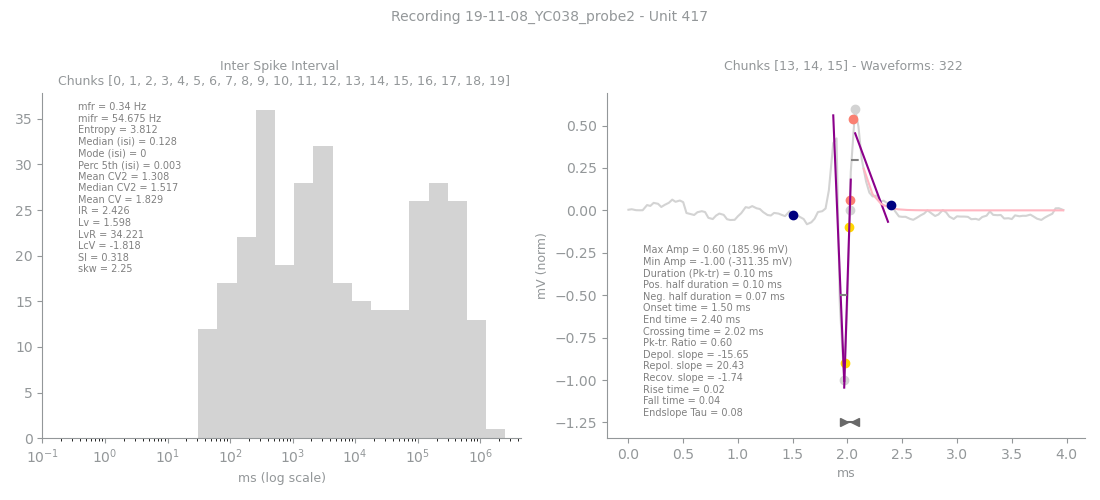 Recording 19-11-08_YC038_probe2 - Unit 417
Inter Spike Interval
Chunks [0, 1, 2, 3, 4, 5, 6, 7, 8, 9, 10, 11, 12, 13, 14, 15, 16, 17, 18, 19]
mfr = 0.34 Hz
mifr = 54.675 Hz
Entropy = 3.812
Median (isi) = 0.128
Mode (isi) = 0
Perc 5th (isi) = 0.003
Mean CV2 = 1.308
Median CV2 = 1.517
Mean CV = 1.829
IR = 2.426
Lv = 1.598
LvR = 34.221
LcV = -1.818
SI = 0.318
skw = 2.25
35
30
25
20
15
10
5
0
10⁻¹ 10⁰ 10¹ 10² 10³ 10⁴ 10⁵ 10⁶
ms (log scale)
Chunks [13, 14, 15] - Waveforms: 322
mV (norm)
0.50
0.25
0.00
−0.25
−0.50
−0.75
−1.00
−1.25
Max Amp = 0.60 (185.96 mV)
Min Amp = -1.00 (-311.35 mV)
Duration (Pk-tr) = 0.10 ms
Pos. half duration = 0.10 ms
Neg. half duration = 0.07 ms
Onset time = 1.50 ms
End time = 2.40 ms
Crossing time = 2.02 ms
Pk-tr. Ratio = 0.60
Depol. slope = -15.65
Repol. slope = 20.43
Recov. slope = -1.74
Rise time = 0.02
Fall time = 0.04
Endslope Tau = 0.08
0.0 0.5 1.0 1.5 2.0 2.5 3.0 3.5 4.0
ms